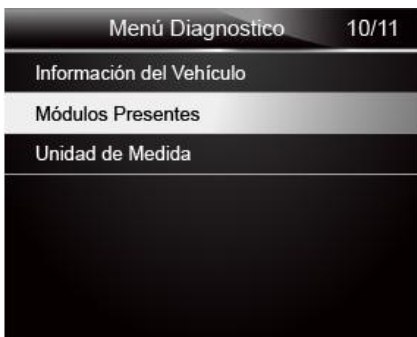 Menú Diagnostico 10/11
Información del Vehículo
Módulos Presentes
Unidad de Medida